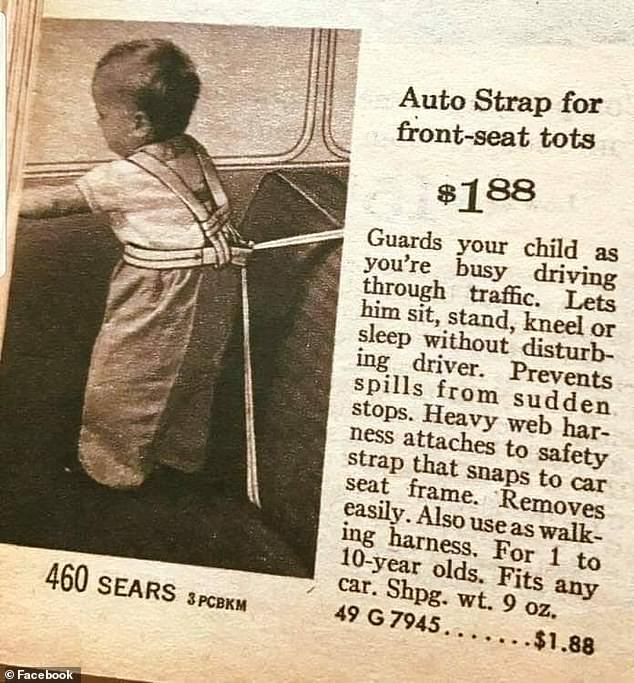 Auto Strap for
front-seat tots
$1 88
Guards your child as
you're busy driving
through traffic. Lets
him sit, stand, kneel or
sleep without disturb-
ing driver. Prevents
spills from sudden
stops. Heavy web har-
ness attaches to safety
strap that snaps to car
seat frame. Removes
easily. Also use as walk-
ing harness. For 1 to
10-year olds. Fits any
car. Shpg. wt. 9 oz.
49 G 7945.......$1.88
460 SEARS 3 PCBKM
© Facebook